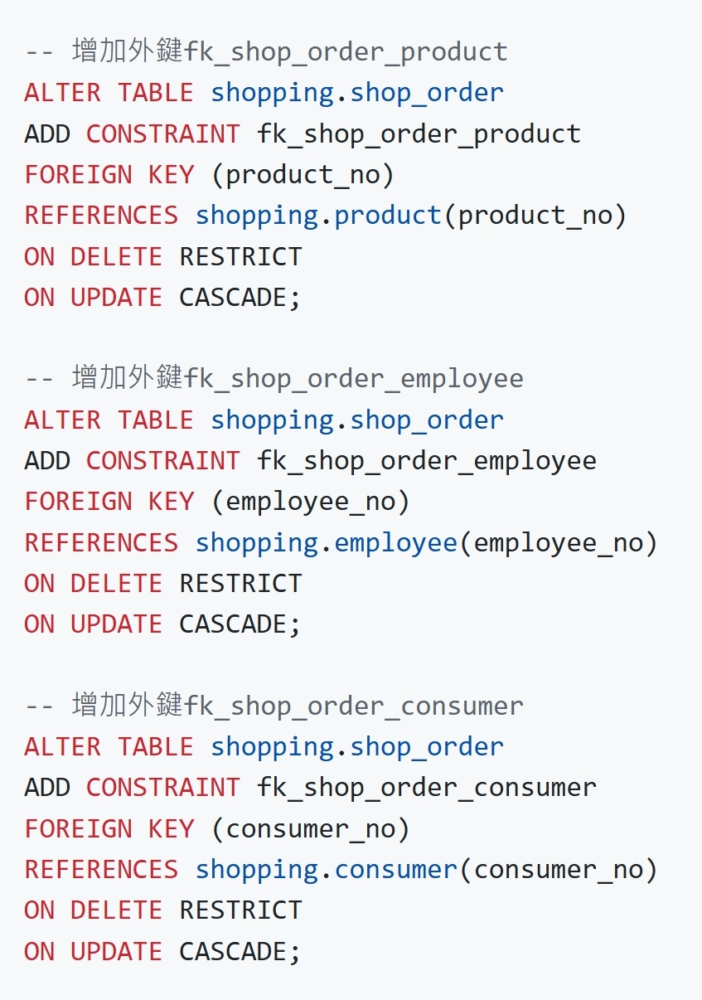 -- 增加外鍵fk_shop_order_product
ALTER TABLE shopping.shop_order
ADD CONSTRAINT fk_shop_order_product
FOREIGN KEY (product_no)
REFERENCES shopping.product(product_no)
ON DELETE RESTRICT
ON UPDATE CASCADE;
-- 增加外鍵fk_shop_order_employee
ALTER TABLE shopping.shop_order
ADD CONSTRAINT fk_shop_order_employee
FOREIGN KEY (employee_no)
REFERENCES shopping.employee(employee_no)
ON DELETE RESTRICT
ON UPDATE CASCADE;
-- 增加外鍵fk_shop_order_consumer
ALTER TABLE shopping.shop_order
ADD CONSTRAINT fk_shop_order_consumer
FOREIGN KEY (consumer_no)
REFERENCES shopping.consumer(consumer_no)
ON DELETE RESTRICT
ON UPDATE CASCADE;